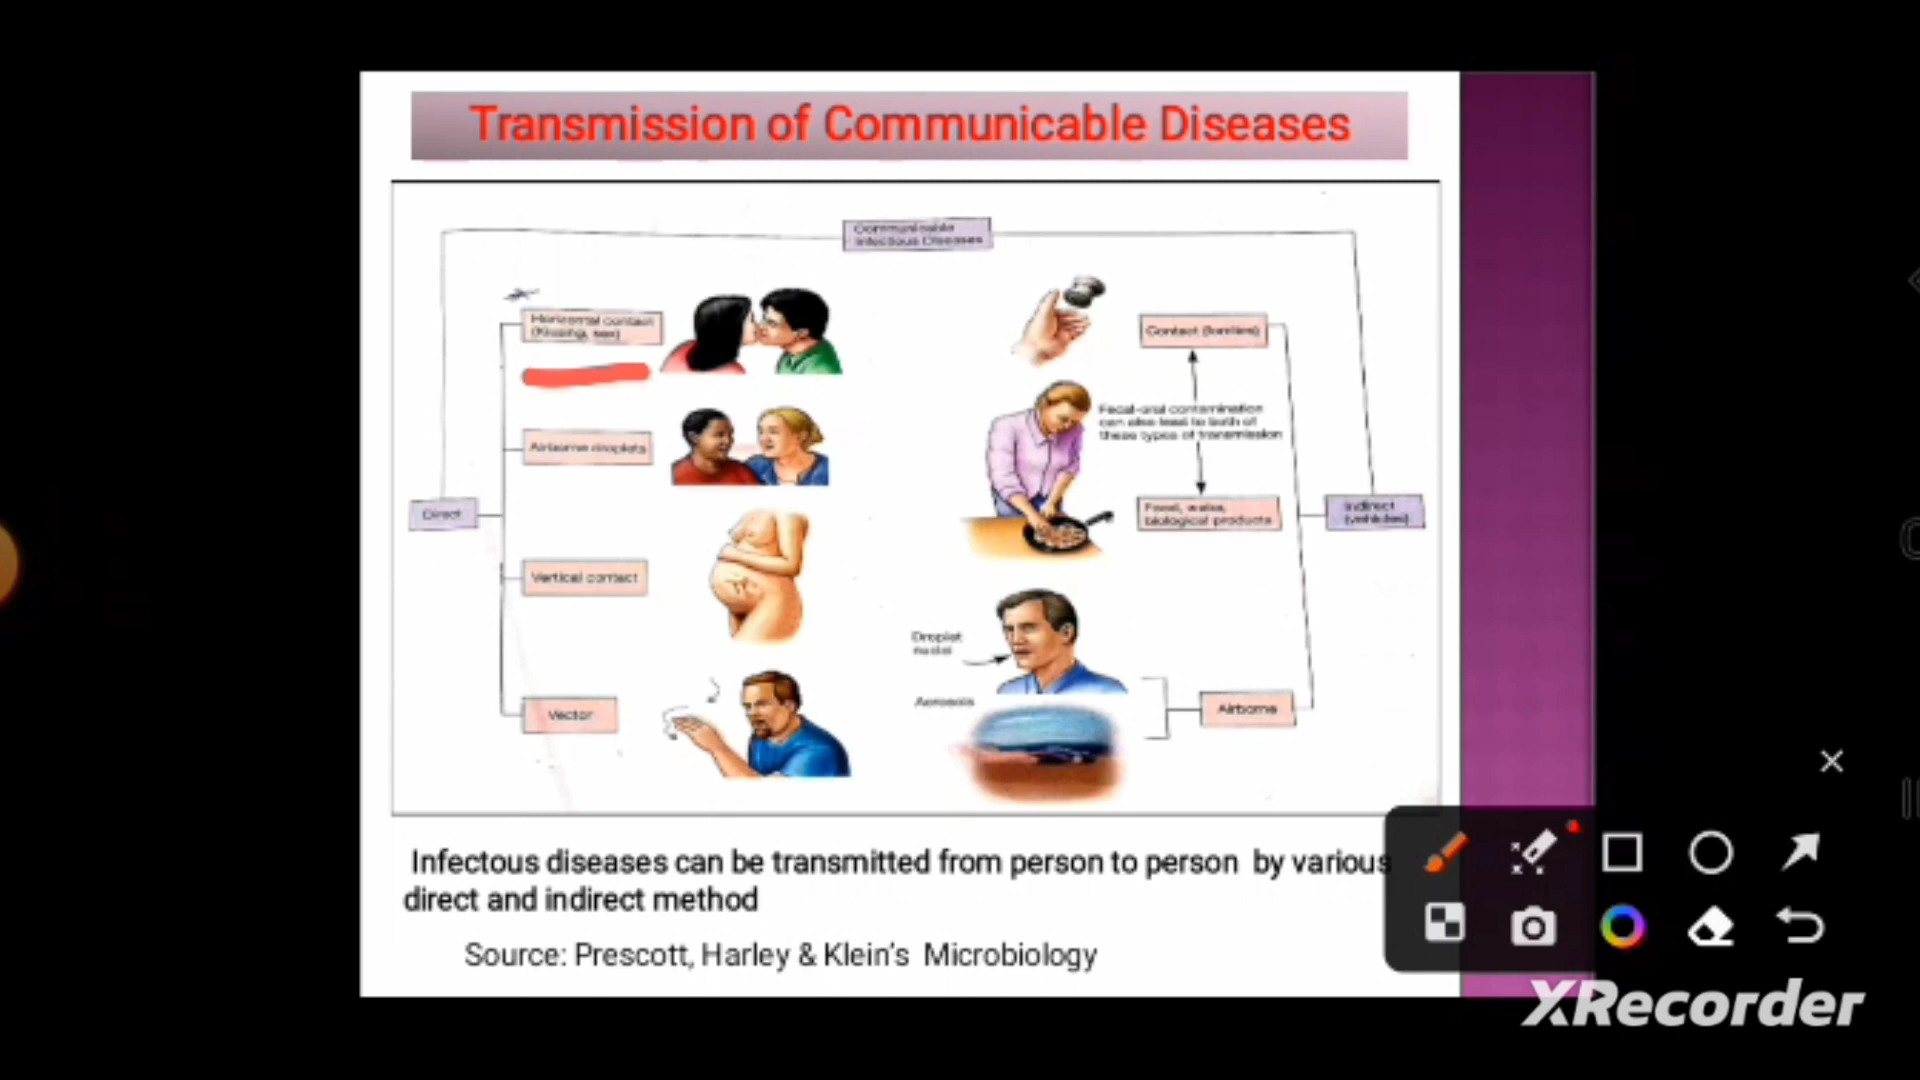 Transmission of Communicable Diseases
Communicable
Infectious Diseases
Horizontal contact
(Kissing, sex)
Contact (fomites)
Airborne droplets
Fecal-oral contamination
can also lead to both of
these types of transmission
Direct
Food, water,
biological products
Indirect
(vehicles)
Vertical contact
Droplet
nuclei
Aerosols
Vector
Airborne
Infectous diseases can be transmitted from person to person by various
direct and indirect method
Source: Prescott, Harley & Klein's Microbiology
XRecorder